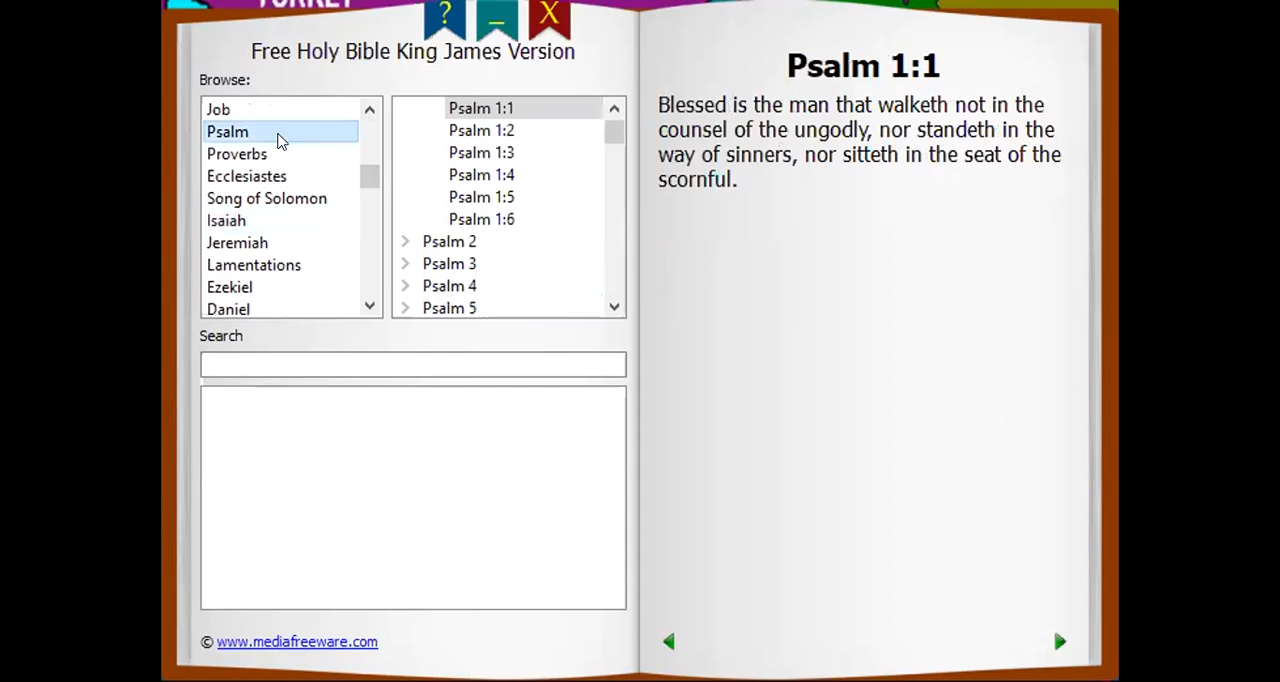 TURKEY
? _ X
Free Holy Bible King James Version
Browse:
Job
Psalm
Proverbs
Ecclesiastes
Song of Solomon
Isaiah
Jeremiah
Lamentations
Ezekiel
Daniel
Psalm 1:1
Psalm 1:2
Psalm 1:3
Psalm 1:4
Psalm 1:5
Psalm 1:6
Psalm 2
Psalm 3
Psalm 4
Psalm 5
Search
© www.mediafreeware.com
Psalm 1:1
Blessed is the man that walketh not in the
counsel of the ungodly, nor standeth in the
way of sinners, nor sitteth in the seat of the
scornful.